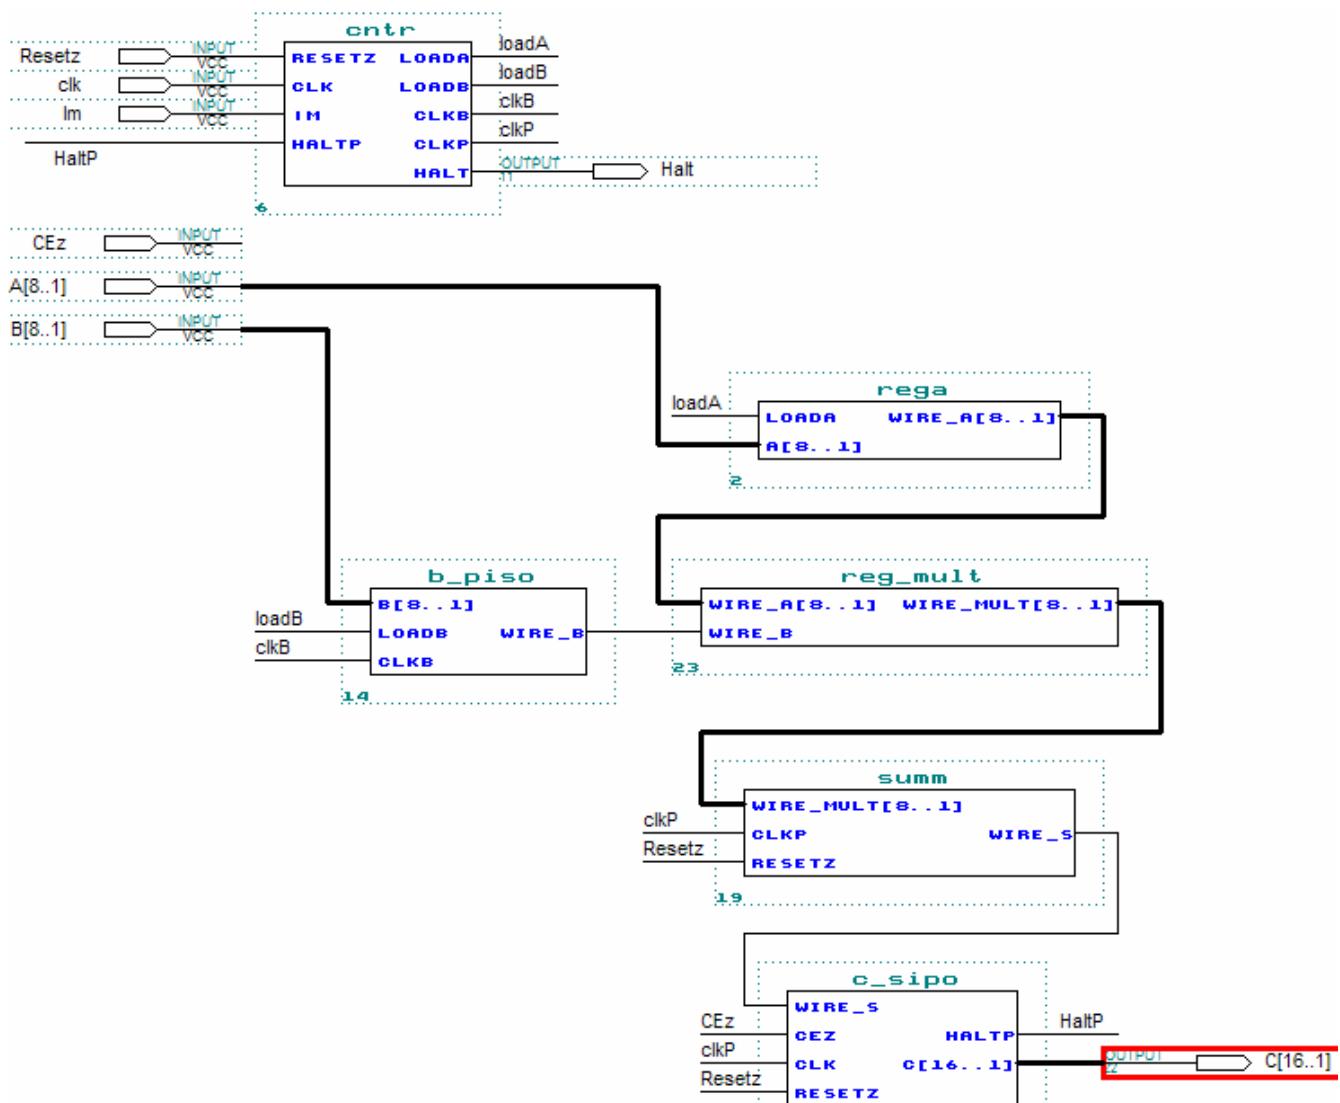 cntr
Resetz INPUT VCC RESETZ LOADA loadA
clk INPUT VCC CLK LOADB loadB
Im INPUT VCC IM CLKB clkB
HaltP HALTP CLKP clkP
HALT OUTPUT 11 Halt
6
CEz INPUT VCC
A[8..1] INPUT VCC
B[8..1] INPUT VCC
rega
loadA LOADA WIRE_A[8..1]
A[8..1]
2
b_piso
B[8..1]
loadB LOADB WIRE_B
clkB CLKB
14
reg_mult
WIRE_A[8..1] WIRE_MULT[8..1]
WIRE_B
23
summ
WIRE_MULT[8..1]
clkP CLKP WIRE_S
Resetz RESETZ
19
c_sipo
WIRE_S
CEz CEZ HALTP HaltP
clkP CLK C[16..1] OUTPUT 22 C[16..1]
Resetz RESETZ